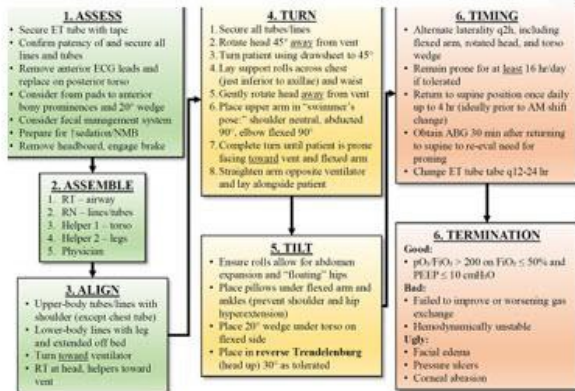 1. ASSESS
• Secure ET tube with tape
• Confirm patency of and secure all
lines and tubes
• Remove anterior ECG leads and
replace on posterior torso
• Consider foam pads to anterior
bony prominences and 20° wedge
• Consider fecal management system
• Prepare for ↑sedation/NMB
• Remove headboard, engage brake
2. ASSEMBLE
1. RT – airway
2. RN – lines/tubes
3. Helper 1 – torso
4. Helper 2 – legs
5. Physician
3. ALIGN
• Upper-body tubes/lines with
shoulder (except chest tube)
• Lower-body lines with leg
and extended off bed
• Turn toward ventilator
• RT at head, helpers toward
vent
4. TURN
1. Secure all tubes/lines
2. Rotate head 45° away from vent
3. Turn patient using drawsheet to 45°
4. Lay support rolls across chest
(just inferior to axillae) and waist
5. Gently rotate head away from vent
6. Place upper arm in "swimmer's
pose:" shoulder neutral, abducted
90°, elbow flexed 90°
7. Complete turn until patient is prone
facing toward vent and flexed arm
8. Straighten arm opposite ventilator
and lay alongside patient
5. TILT
• Ensure rolls allow for abdomen
expansion and "floating" hips
• Place pillows under flexed arm and
ankles (prevent shoulder and hip
hyperextension)
• Place 20° wedge under torso on
flexed side
• Place in reverse Trendelenburg
(head up) 30° as tolerated
6. TIMING
• Alternate laterality q2h, including
flexed arm, rotated head, and torso
wedge
• Remain prone for at least 16 hr/day
if tolerated
• Return to supine position once daily
up to 4 hr (ideally prior to AM shift
change)
• Obtain ABG 30 min after returning
to supine to re-eval need for
proning
• Change ET tube tabe q12-24 hr
6. TERMINATION
Good:
• pO₂/FiO₂ > 200 on FiO₂ ≤ 50% and
PEEP ≤ 10 cmH₂O
Bad:
• Failed to improve or worsening gas
exchange
• Hemodynamically unstable
Ugly:
• Facial edema
• Pressure ulcers
• Corneal abrasion